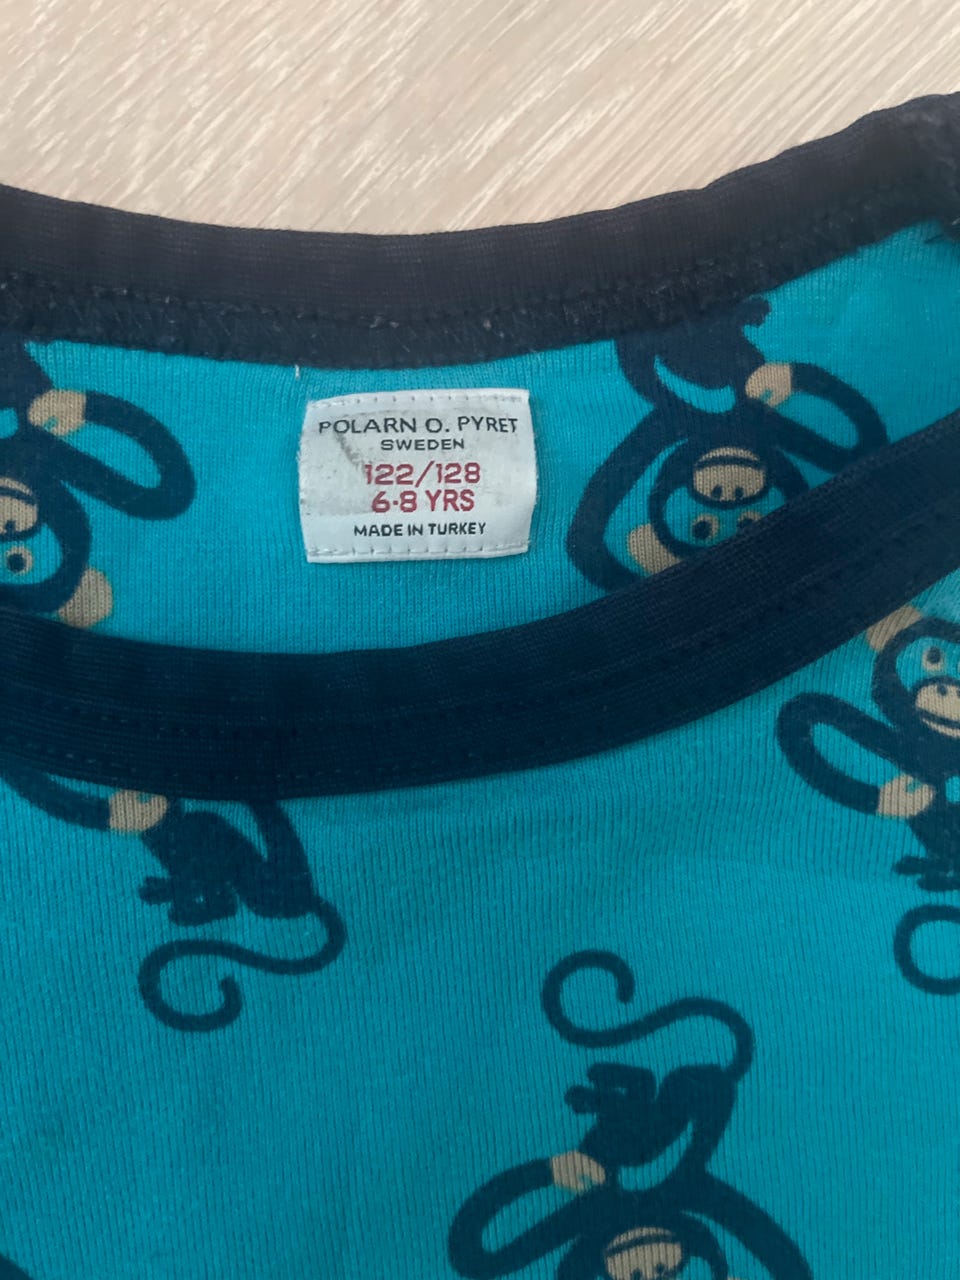 POLARN O. PYRET
SWEDEN
122/128
6-8 YRS
MADE IN TURKEY